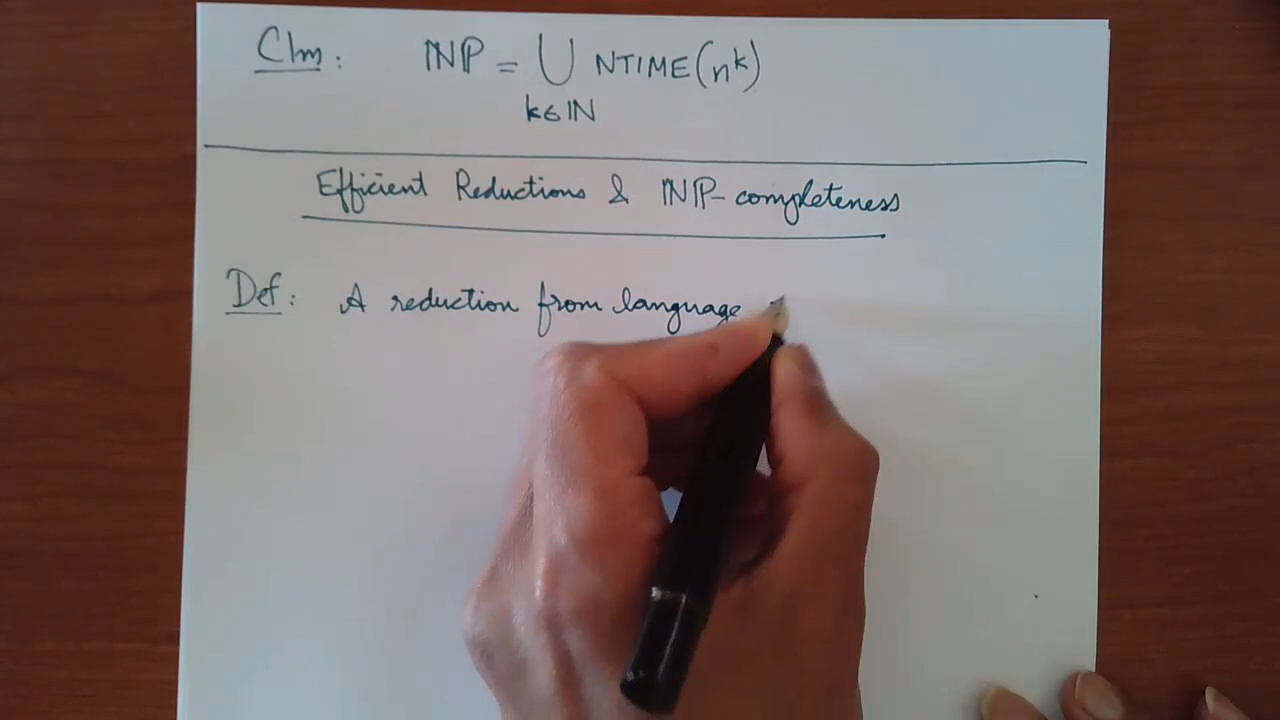 Clm: NP = ⋃ NTIME(n^k)
k∈ℕ
Efficient Reductions & NP-completeness
Def: A reduction from language